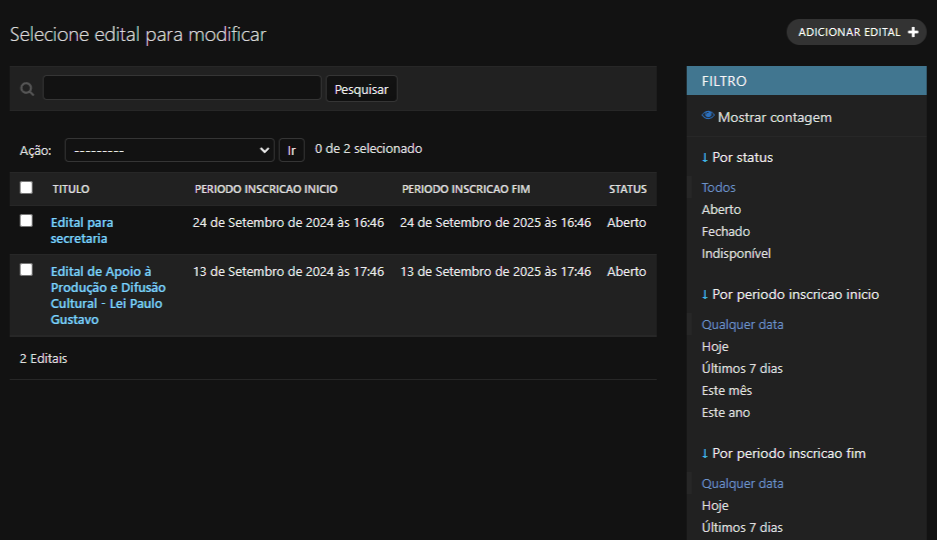 Selecione edital para modificar
ADICIONAR EDITAL +
Pesquisar
Ação: --------- Ir 0 de 2 selecionado
TITULO PERIODO INSCRICAO INICIO PERIODO INSCRICAO FIM STATUS
Edital para 24 de Setembro de 2024 às 16:46 24 de Setembro de 2025 às 16:46 Aberto
secretaria
Edital de Apoio à 13 de Setembro de 2024 às 17:46 13 de Setembro de 2025 às 17:46 Aberto
Produção e Difusão
Cultural - Lei Paulo
Gustavo
2 Editais
FILTRO
Mostrar contagem
↓ Por status
Todos
Aberto
Fechado
Indisponível
↓ Por periodo inscricao inicio
Qualquer data
Hoje
Últimos 7 dias
Este mês
Este ano
↓ Por periodo inscricao fim
Qualquer data
Hoje
Últimos 7 dias